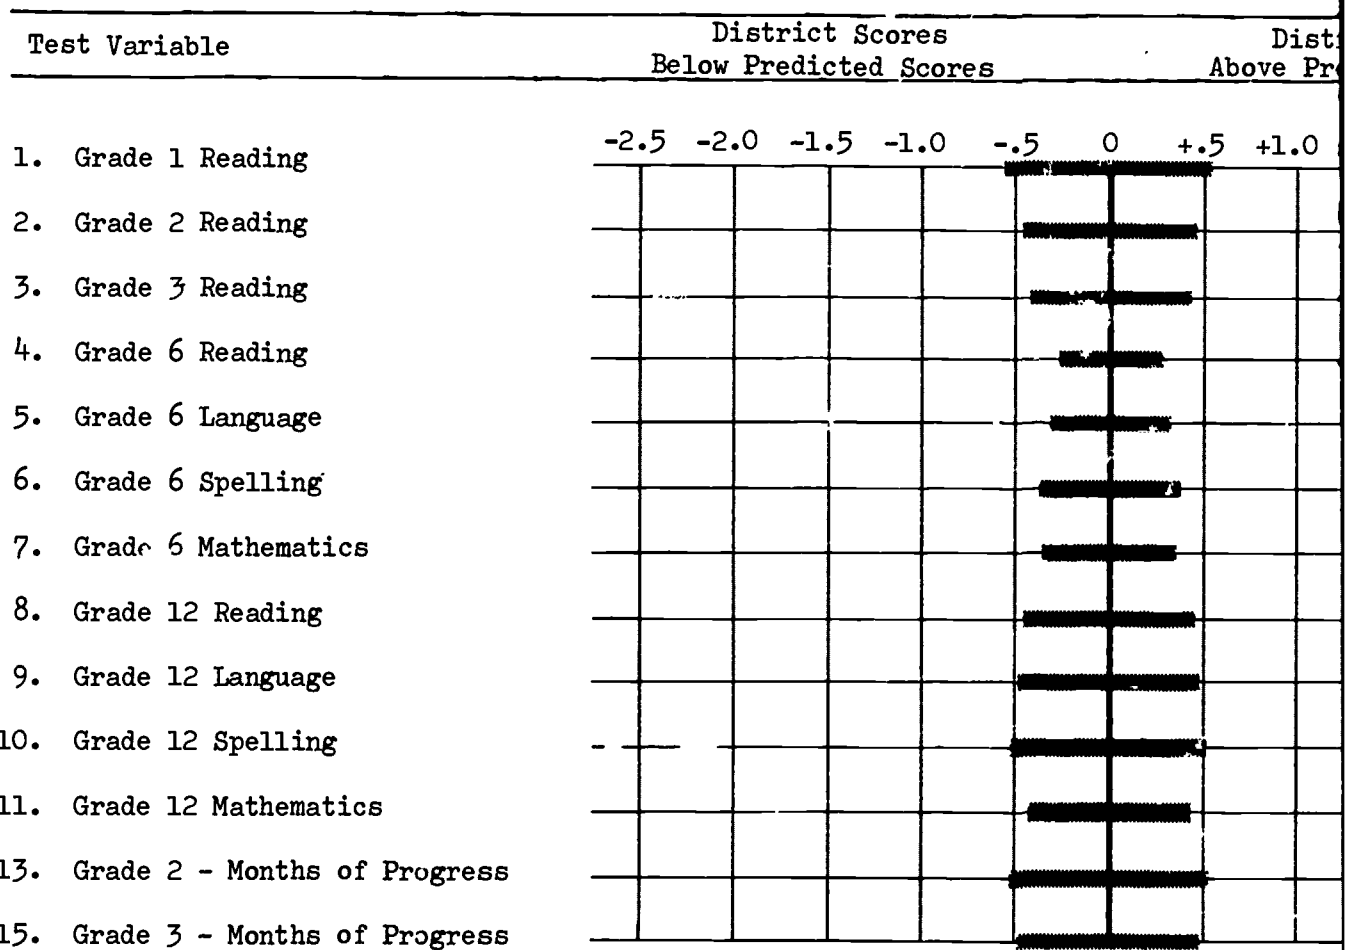 Test Variable
District Scores
Below Predicted Scores
-2.5 -2.0 -1.5 -1.0 -.5 0 +.5 +1.0
1. Grade 1 Reading
2. Grade 2 Reading
3. Grade 3 Reading
4. Grade 6 Reading
5. Grade 6 Language
6. Grade 6 Spelling
7. Grade 6 Mathematics
8. Grade 12 Reading
9. Grade 12 Language
10. Grade 12 Spelling
11. Grade 12 Mathematics
13. Grade 2 - Months of Progress
15. Grade 3 - Months of Progress